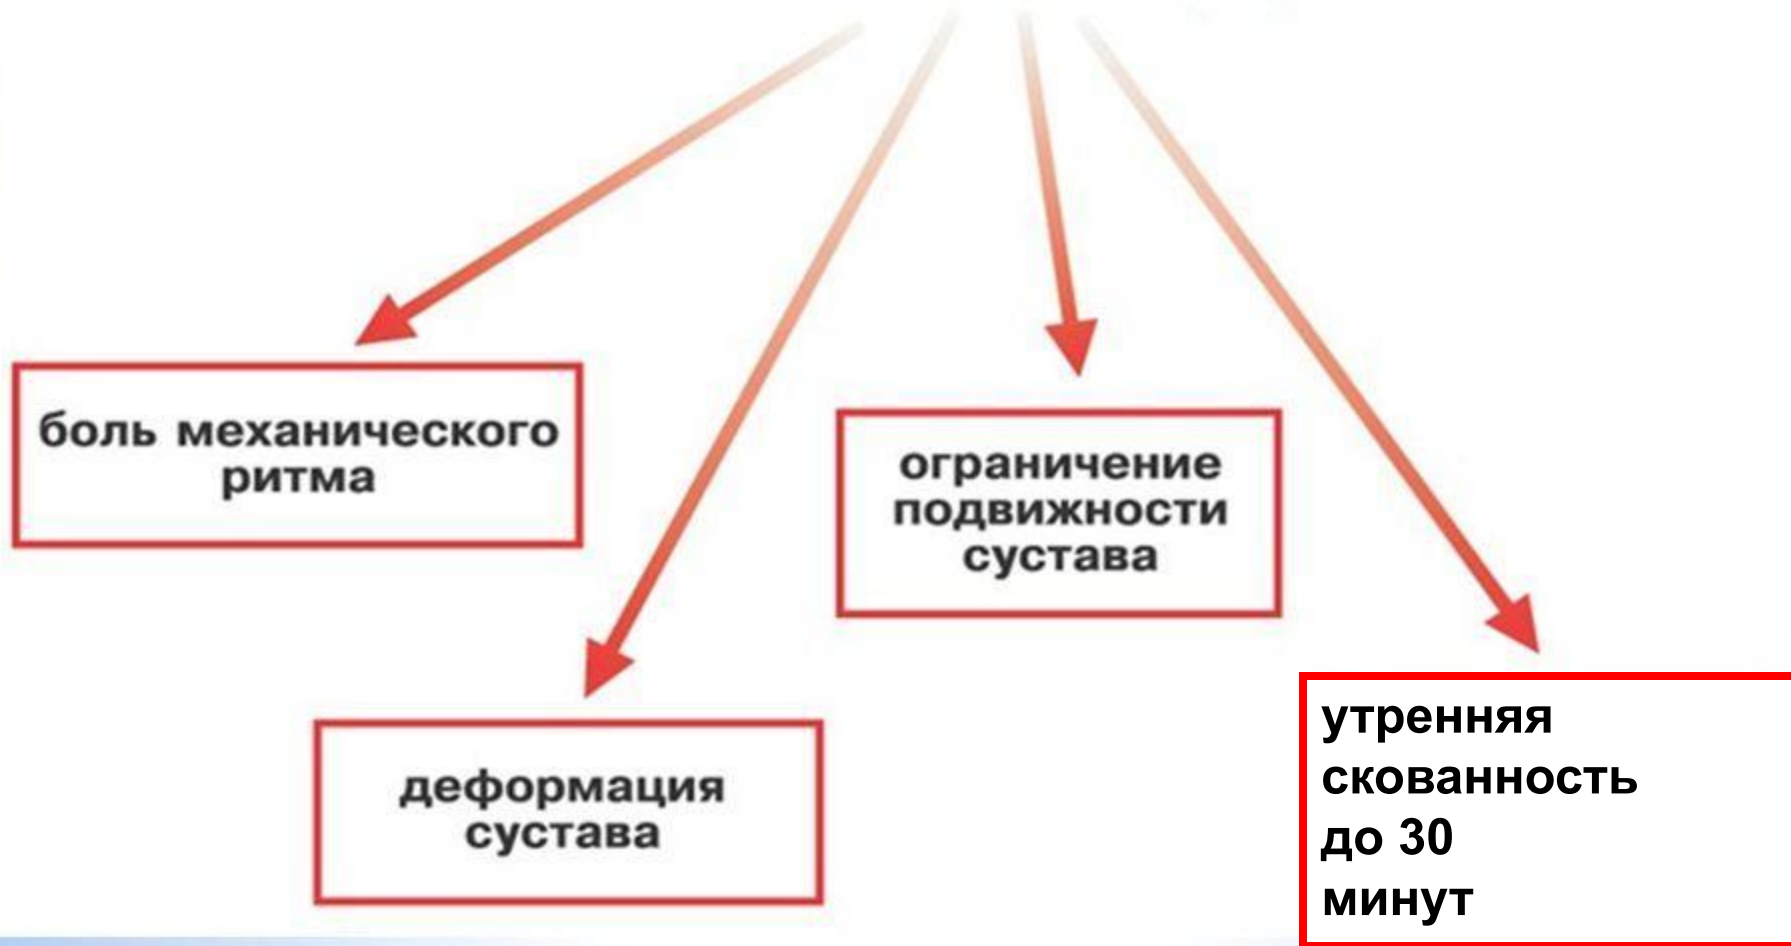 боль механического
ритма
ограничение
подвижности
сустава
деформация
сустава
утренняя
скованность
до 30
минут